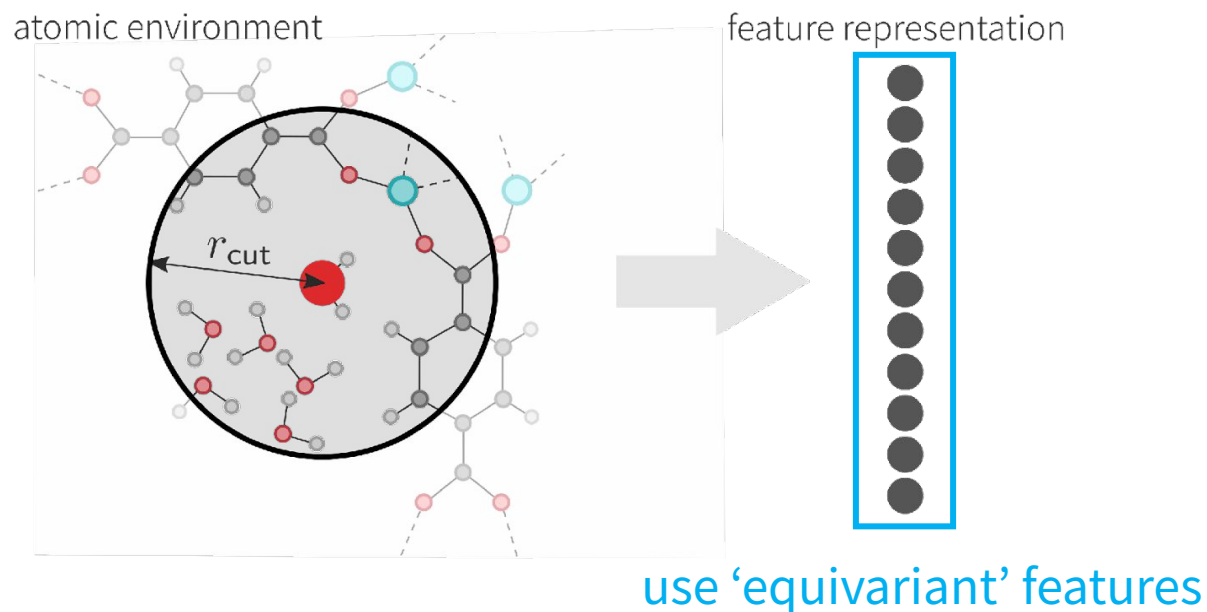 atomic environment
feature representation
r_cut
use ‘equivariant’ features